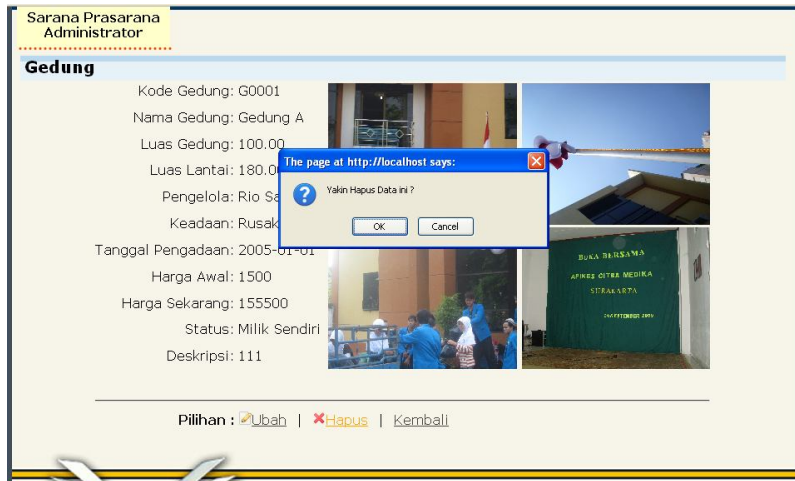 Sarana Prasarana
Administrator
Gedung
Kode Gedung: G0001
Nama Gedung: Gedung A
Luas Gedung: 100.00
Luas Lantai: 180.0
Pengelola: Rio Sa
Keadaan: Rusak
Tanggal Pengadaan: 2005-01-01
Harga Awal: 1500
Harga Sekarang: 155500
Status: Milik Sendiri
Deskripsi: 111
The page at http://localhost says:
Yakin Hapus Data ini ?
OK Cancel
BUKA BERSAMA
APIKES CITRA MEDIKA
SURAKARTA
Pilihan : Ubah | Hapus | Kembali